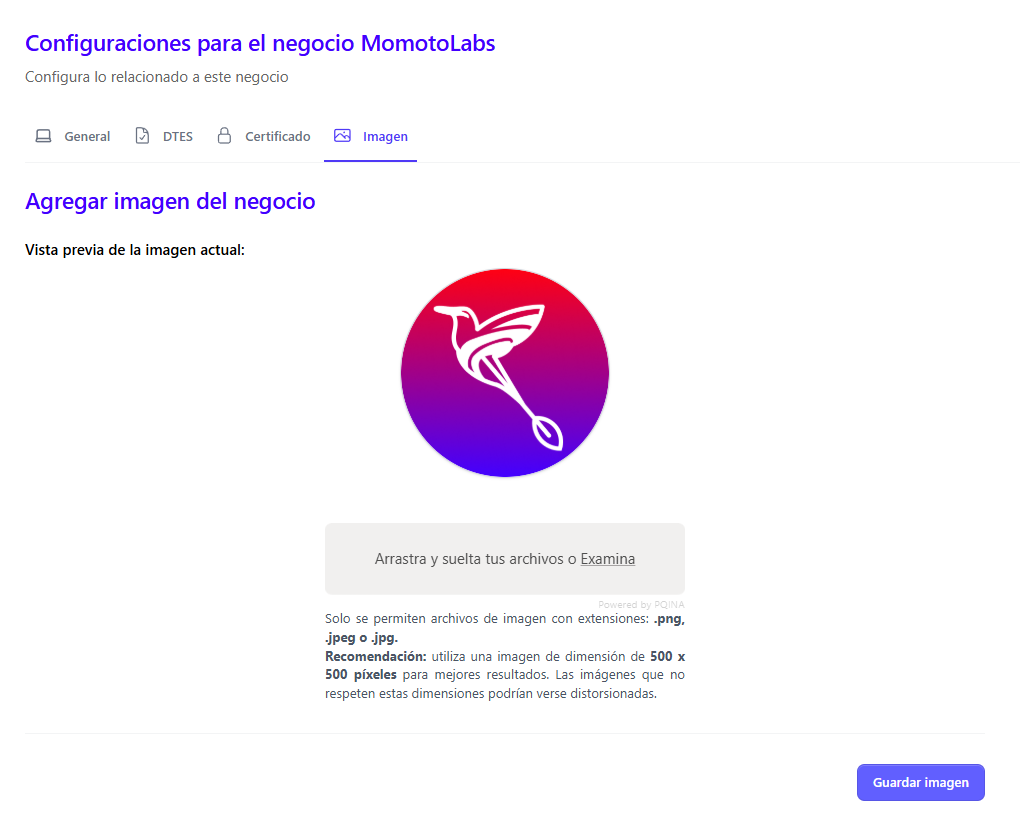 Configuraciones para el negocio MomotoLabs
Configura lo relacionado a este negocio
General DTES Certificado Imagen
Agregar imagen del negocio
Vista previa de la imagen actual:
Arrastra y suelta tus archivos o Examina
Powered by PQINA
Solo se permiten archivos de imagen con extensiones: .png,
.jpeg o .jpg.
Recomendación: utiliza una imagen de dimensión de 500 x
500 píxeles para mejores resultados. Las imágenes que no
respeten estas dimensiones podrían verse distorsionadas.
Guardar imagen